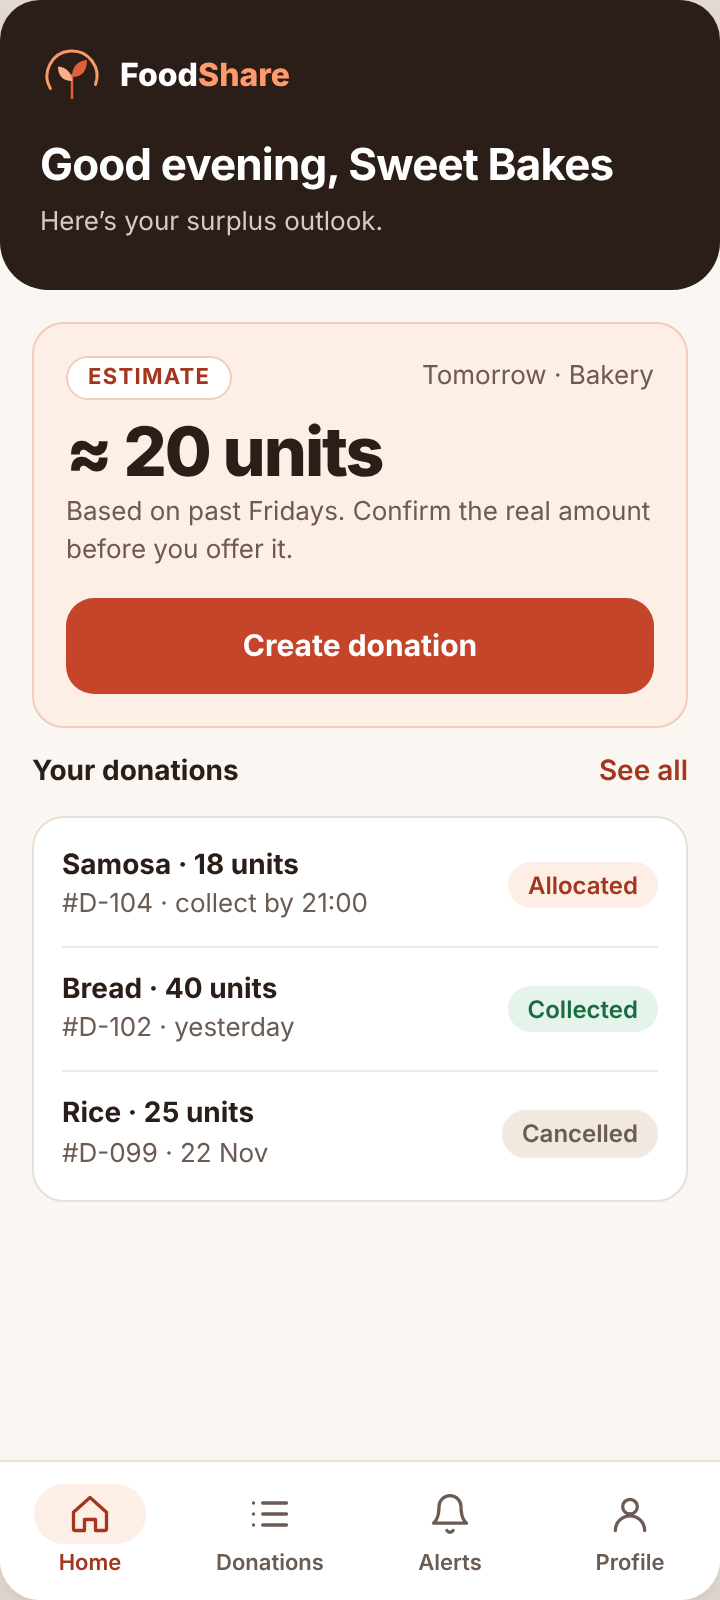 FoodShare
Good evening, Sweet Bakes
Here’s your surplus outlook.
ESTIMATE
Tomorrow · Bakery
≈ 20 units
Based on past Fridays. Confirm the real amount
before you offer it.
Create donation
Your donations
See all
Samosa · 18 units
#D-104 · collect by 21:00
Allocated
Bread · 40 units
#D-102 · yesterday
Collected
Rice · 25 units
#D-099 · 22 Nov
Cancelled
Home
Donations
Alerts
Profile